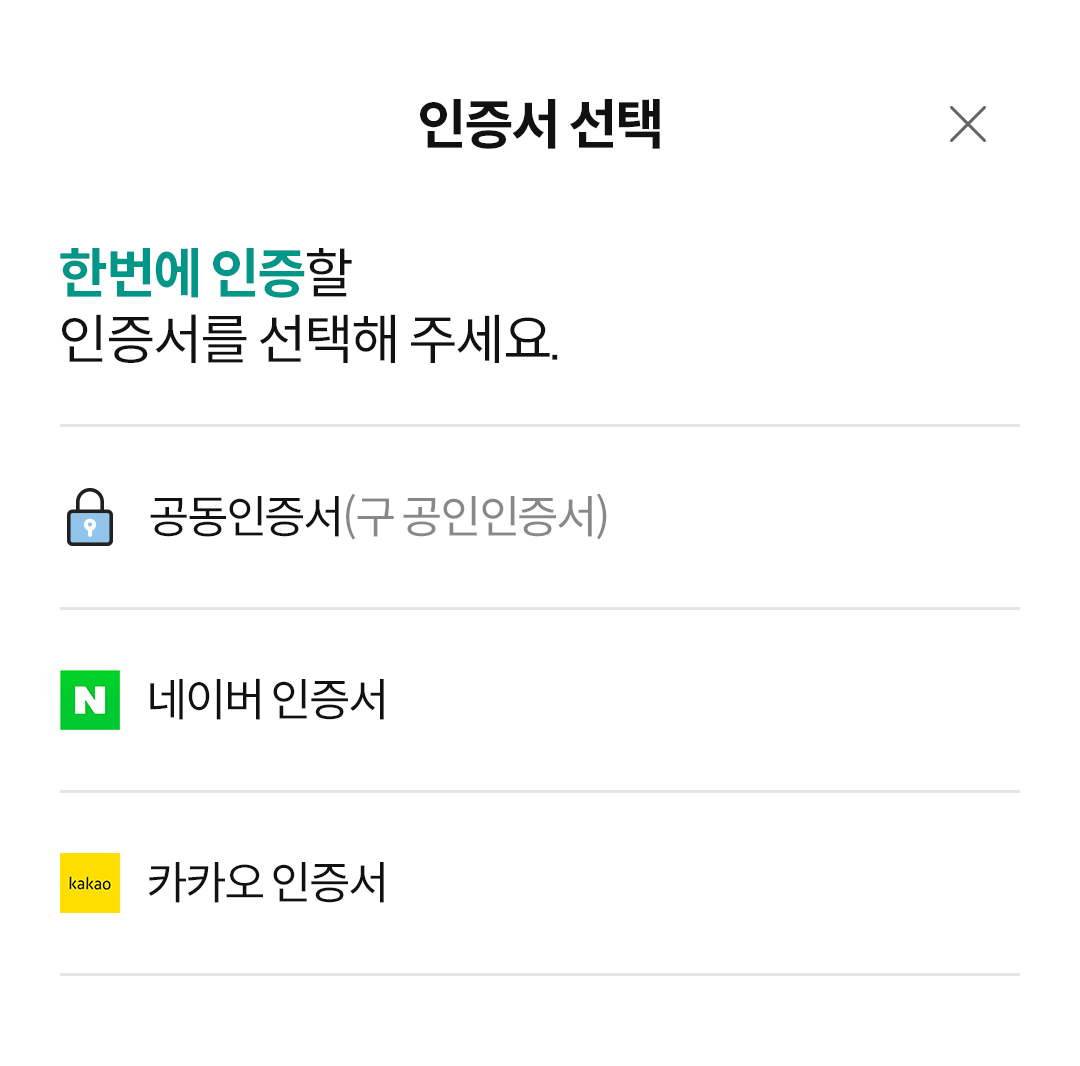 인증서 선택
한번에 인증할
인증서를 선택해 주세요.
공동인증서(구 공인인증서)
N 네이버 인증서
kakao 카카오 인증서